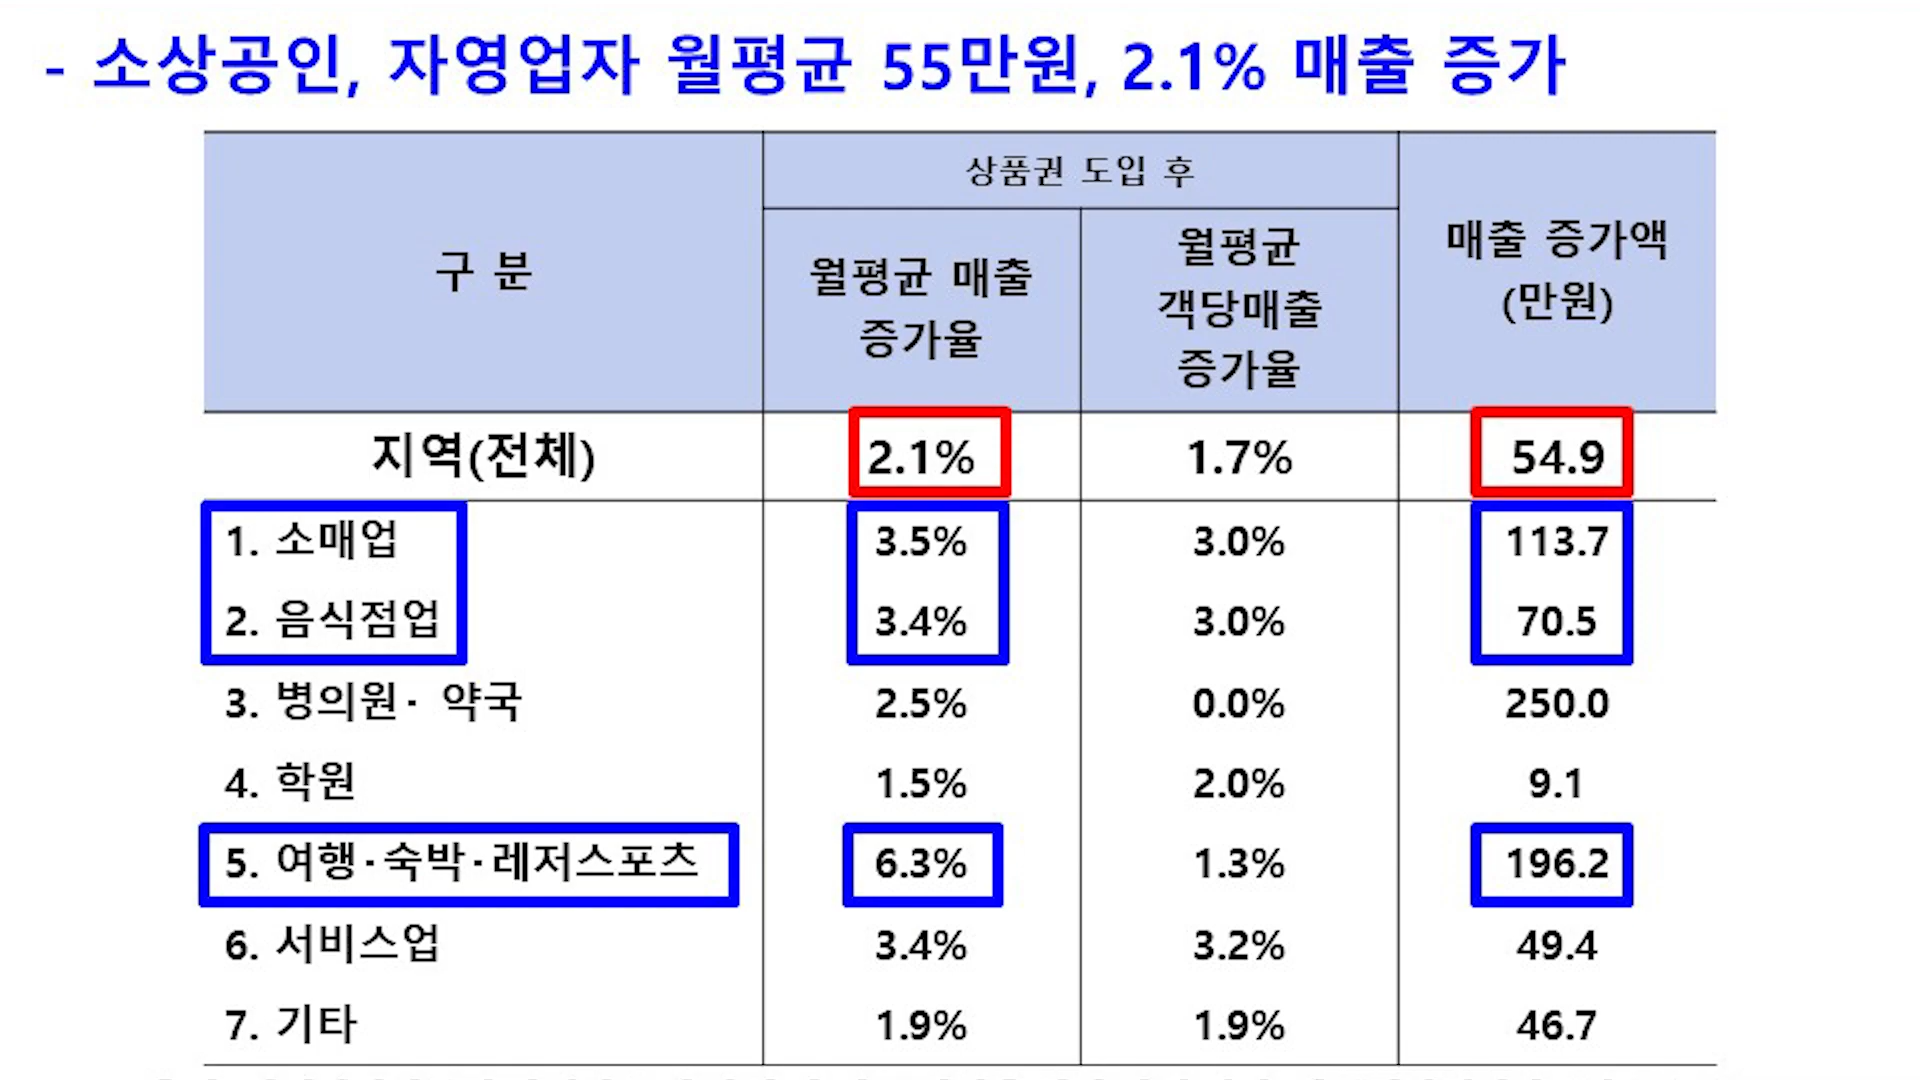 - 소상공인, 자영업자 월평균 55만원, 2.1% 매출 증가
구 분
상품권 도입 후
월평균 매출
증가율
월평균
객당매출
증가율
매출 증가액
(만원)
지역(전체) 2.1% 1.7% 54.9
1. 소매업 3.5% 3.0% 113.7
2. 음식점업 3.4% 3.0% 70.5
3. 병의원· 약국 2.5% 0.0% 250.0
4. 학원 1.5% 2.0% 9.1
5. 여행·숙박·레저스포츠 6.3% 1.3% 196.2
6. 서비스업 3.4% 3.2% 49.4
7. 기타 1.9% 1.9% 46.7